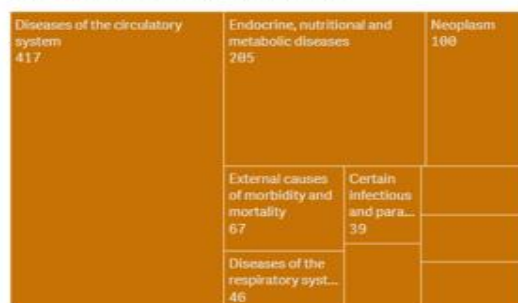 Diseases of the circulatory
system
417
Endocrine, nutritional and
metabolic diseases
205
Neoplasm
100
External causes
of morbidity and
mortality
67
Certain
infectious
and para...
39
Diseases of the
respiratory syst...
46